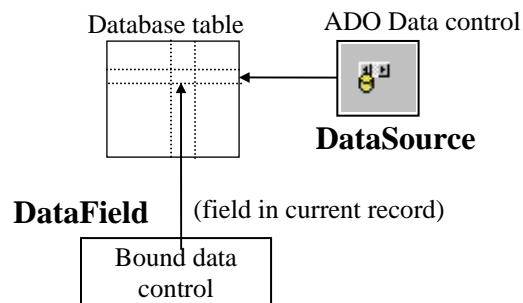 Database table
ADO Data control
DataSource
DataField
(field in current record)
Bound data
control